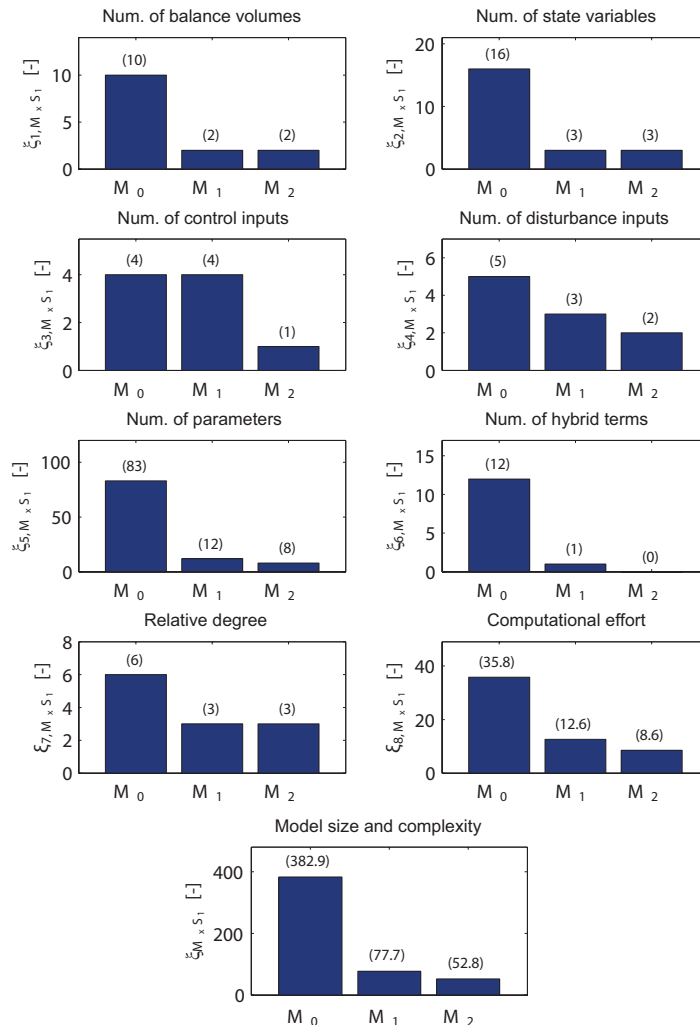 Num. of balance volumes
ξ1,M × S1 [-]
10
5
0
(10)
(2)
(2)
M 0
M 1
M 2
Num. of state variables
ξ2,M × S1 [-]
20
10
0
(16)
(3)
(3)
M 0
M 1
M 2
Num. of control inputs
ξ3,M × S1 [-]
4
2
0
(4)
(4)
(1)
M 0
M 1
M 2
Num. of disturbance inputs
ξ4,M × S1 [-]
6
4
2
0
(5)
(3)
(2)
M 0
M 1
M 2
Num. of parameters
ξ5,M × S1 [-]
100
50
0
(83)
(12)
(8)
M 0
M 1
M 2
Num. of hybrid terms
ξ6,M × S1 [-]
15
10
5
0
(12)
(1)
(0)
M 0
M 1
M 2
Relative degree
ξ7,M × S1 [-]
8
6
4
2
0
(6)
(3)
(3)
M 0
M 1
M 2
Computational effort
ξ8,M × S1 [-]
40
20
0
(35.8)
(12.6)
(8.6)
M 0
M 1
M 2
Model size and complexity
ξM × S1 [-]
400
200
0
(382.9)
(77.7)
(52.8)
M 0
M 1
M 2